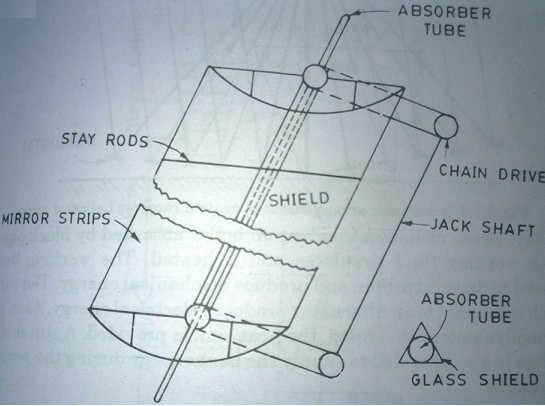 ABSORBER
TUBE
STAY RODS
CHAIN DRIVE
SHIELD
MIRROR STRIPS
JACK SHAFT
ABSORBER
TUBE
GLASS SHIELD